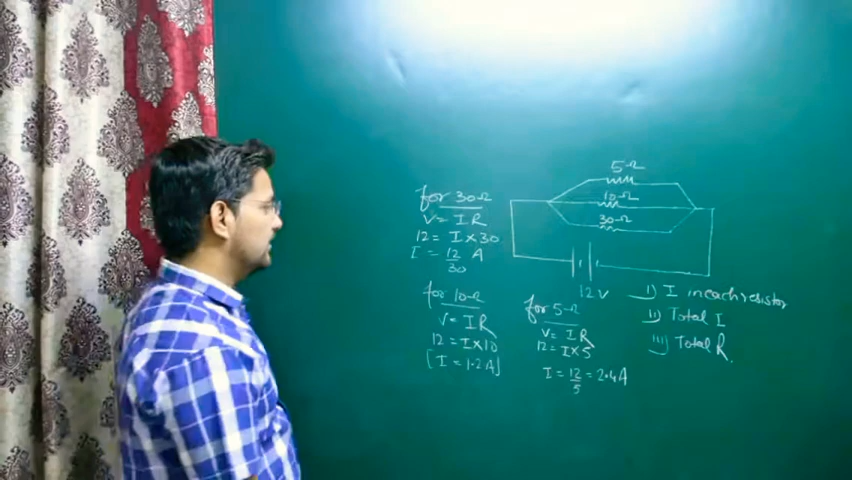 5Ω
10Ω
30Ω
12 V
for 30Ω
V = IR
12 = I × 30
I = 12/30 A
for 10Ω
V = IR
12 = I × 10
[I = 1.2 A]
for 5Ω
V = IR
12 = I × 5
I = 12/5 = 2.4A
i) I in each resistor
ii) Total I
iii) Total R.